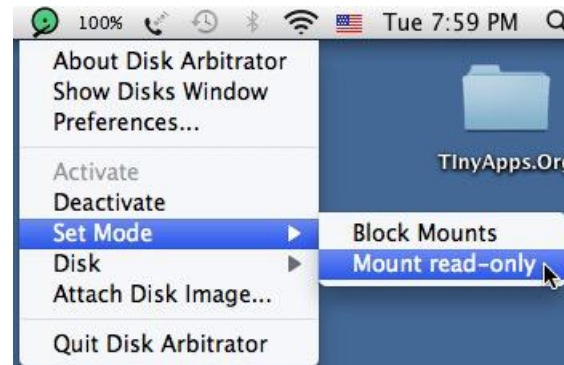 100% Tue 7:59 PM
About Disk Arbitrator
Show Disks Window
Preferences...
Activate
Deactivate
Set Mode
Disk
Attach Disk Image...
Quit Disk Arbitrator
Block Mounts
Mount read-only
TInyApps.Or